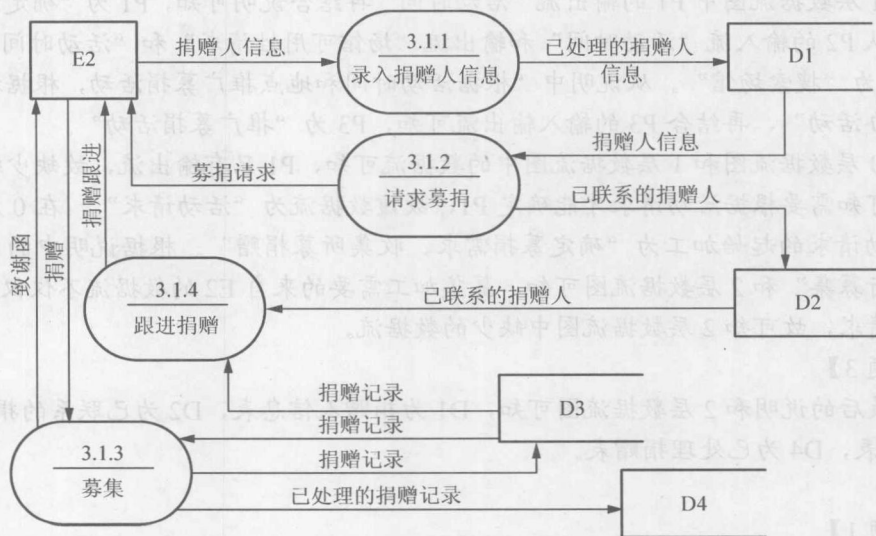 捐赠人信息
E2
3.1.1
录入捐赠人信息
已处理的捐赠人
信息
D1
捐赠人信息
募捐请求
3.1.2
请求募捐
已联系的捐赠人
致谢函
捐赠
捐赠跟进
3.1.4
跟进捐赠
已联系的捐赠人
D2
捐赠记录
捐赠记录
D3
捐赠记录
3.1.3
募集
已处理的捐赠记录
D4